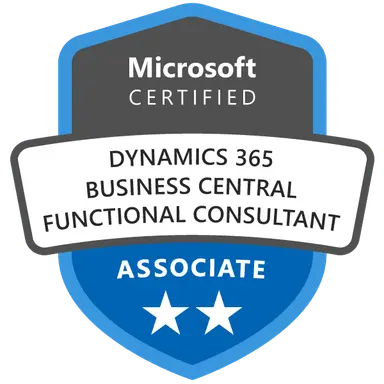 Microsoft
CERTIFIED
DYNAMICS 365
BUSINESS CENTRAL
FUNCTIONAL CONSULTANT
ASSOCIATE